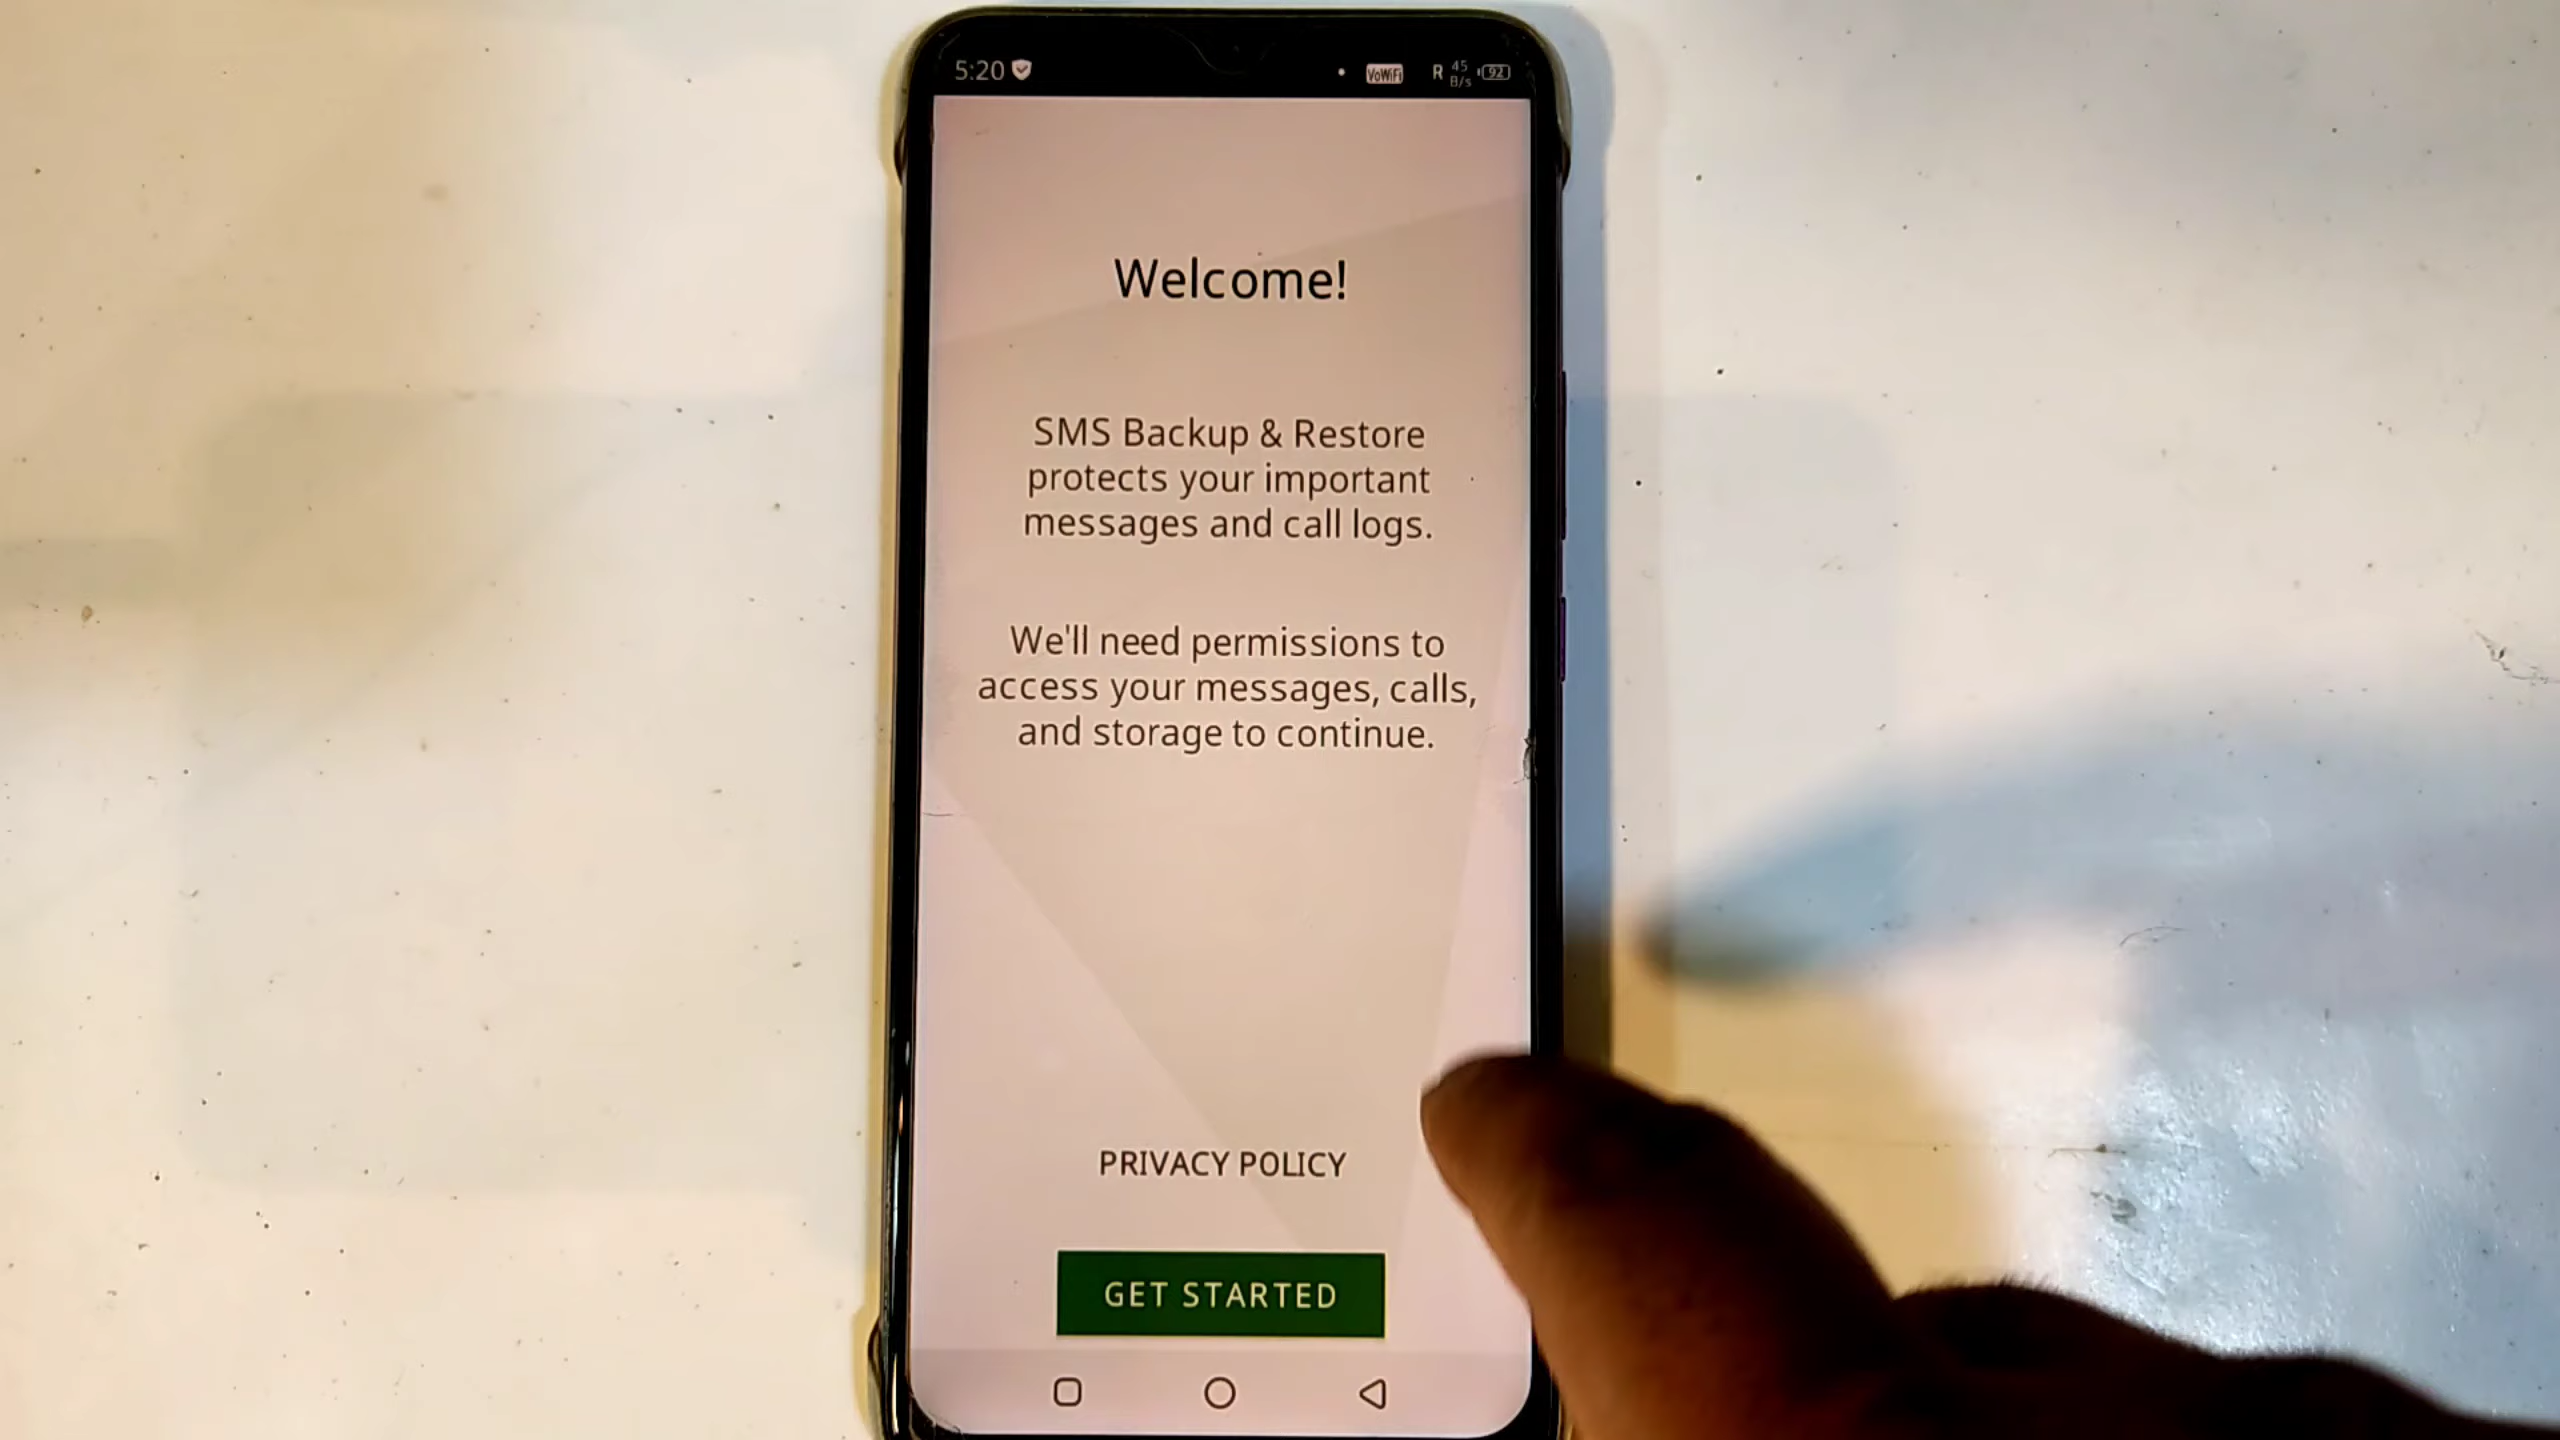 5:20
VoWiFi R 45 B/s 92
Welcome!
SMS Backup & Restore
protects your important
messages and call logs.
We'll need permissions to
access your messages, calls,
and storage to continue.
PRIVACY POLICY
GET STARTED